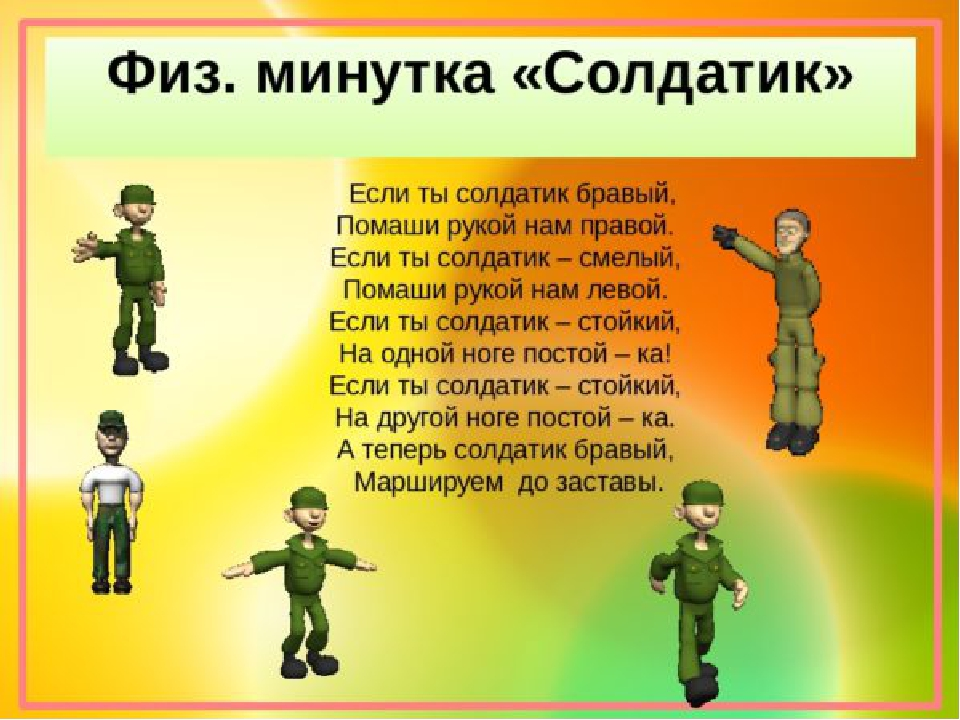 Физ. минутка «Солдатик»
Если ты солдатик бравый,
Помаши рукой нам правой.
Если ты солдатик – смелый,
Помаши рукой нам левой.
Если ты солдатик – стойкий,
На одной ноге постой – ка!
Если ты солдатик – стойкий,
На другой ноге постой – ка.
А теперь солдатик бравый,
Маршируем до заставы.